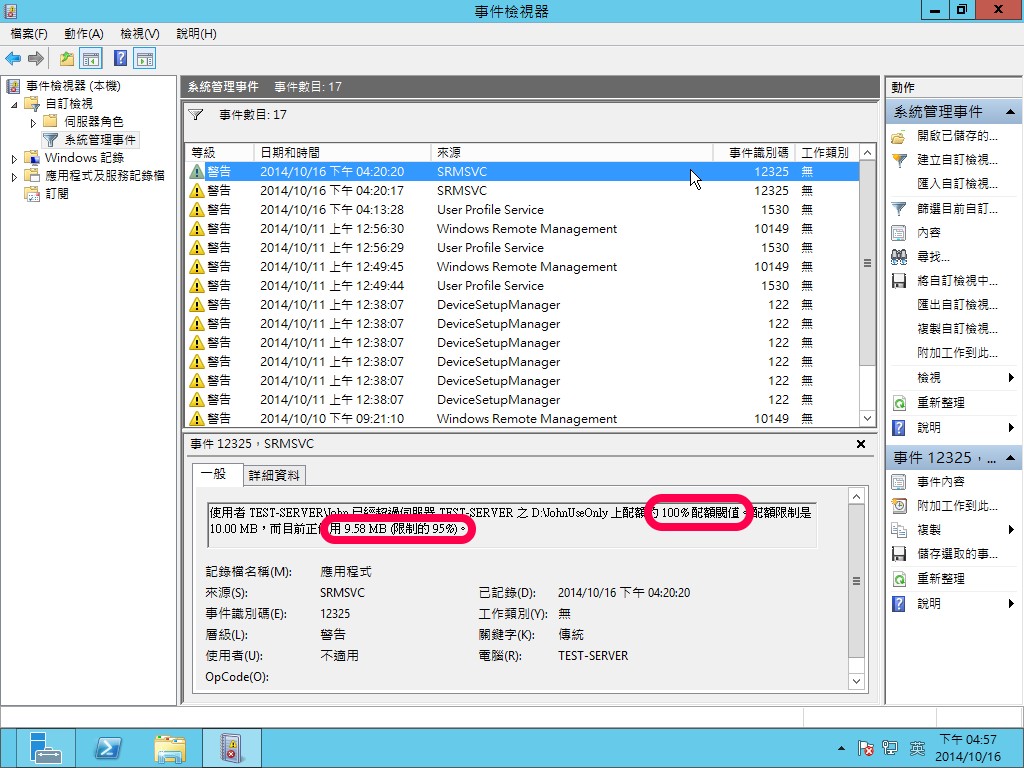 事件檢視器
檔案(F) 動作(A) 檢視(V) 說明(H)
事件檢視器 (本機)
自訂檢視
伺服器角色
系統管理事件
Windows 記錄
應用程式及服務記錄檔
訂閱
系統管理事件 事件數目: 17
事件數目: 17
等級 日期和時間 來源 事件識別碼 工作類別
警告 2014/10/16 下午 04:20:20 SRMSVC 12325 無
警告 2014/10/16 下午 04:20:17 SRMSVC 12325 無
警告 2014/10/16 下午 04:13:28 User Profile Service 1530 無
警告 2014/10/11 上午 12:56:30 Windows Remote Management 10149 無
警告 2014/10/11 上午 12:56:29 User Profile Service 1530 無
警告 2014/10/11 上午 12:49:45 Windows Remote Management 10149 無
警告 2014/10/11 上午 12:49:44 User Profile Service 1530 無
警告 2014/10/11 上午 12:38:07 DeviceSetupManager 122 無
警告 2014/10/11 上午 12:38:07 DeviceSetupManager 122 無
警告 2014/10/11 上午 12:38:07 DeviceSetupManager 122 無
警告 2014/10/11 上午 12:38:07 DeviceSetupManager 122 無
警告 2014/10/11 上午 12:38:07 DeviceSetupManager 122 無
警告 2014/10/11 上午 12:38:07 DeviceSetupManager 122 無
警告 2014/10/10 下午 09:21:10 Windows Remote Management 10149 無
事件 12325，SRMSVC
一般 詳細資料
使用者 TEST-SERVER\John 已經超過伺服器 TEST-SERVER 之 D:\JohnUseOnly 上配額的 100% 配額閾值。配額限制是
10.00 MB，而目前正使用 9.58 MB (限制的 95%)。
記錄檔名稱(M): 應用程式
來源(S): SRMSVC 已記錄(D): 2014/10/16 下午 04:20:20
事件識別碼(E): 12325 工作類別(Y): 無
層級(L): 警告 關鍵字(K): 傳統
使用者(U): 不適用 電腦(R): TEST-SERVER
OpCode(O):
動作
系統管理事件
開啟已儲存的...
建立自訂檢視...
匯入自訂檢視...
篩選目前自訂...
內容
尋找...
將自訂檢視中...
匯出自訂檢視...
複製自訂檢視...
附加工作到此...
檢視
重新整理
說明
事件 12325，...
事件內容
附加工作到此...
複製
儲存選取的事...
重新整理
說明
英
下午 04:57
2014/10/16